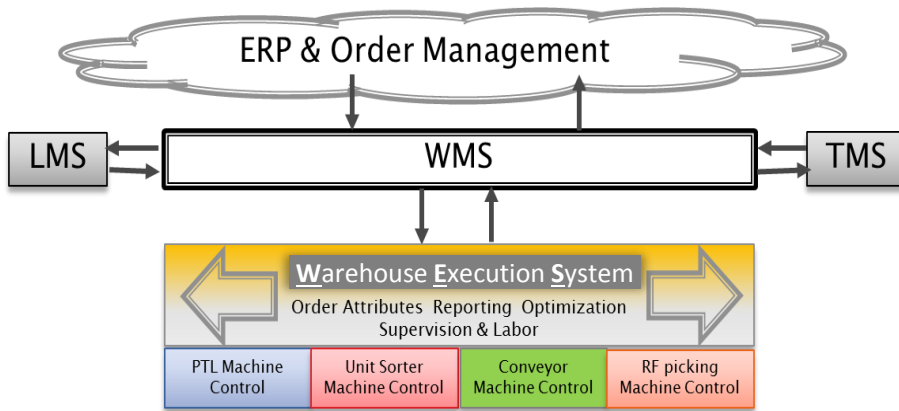 ERP & Order Management
LMS
WMS
TMS
Warehouse Execution System
Order Attributes Reporting Optimization
Supervision & Labor
PTL Machine
Control
Unit Sorter
Machine Control
Conveyor
Machine Control
RF picking
Machine Control